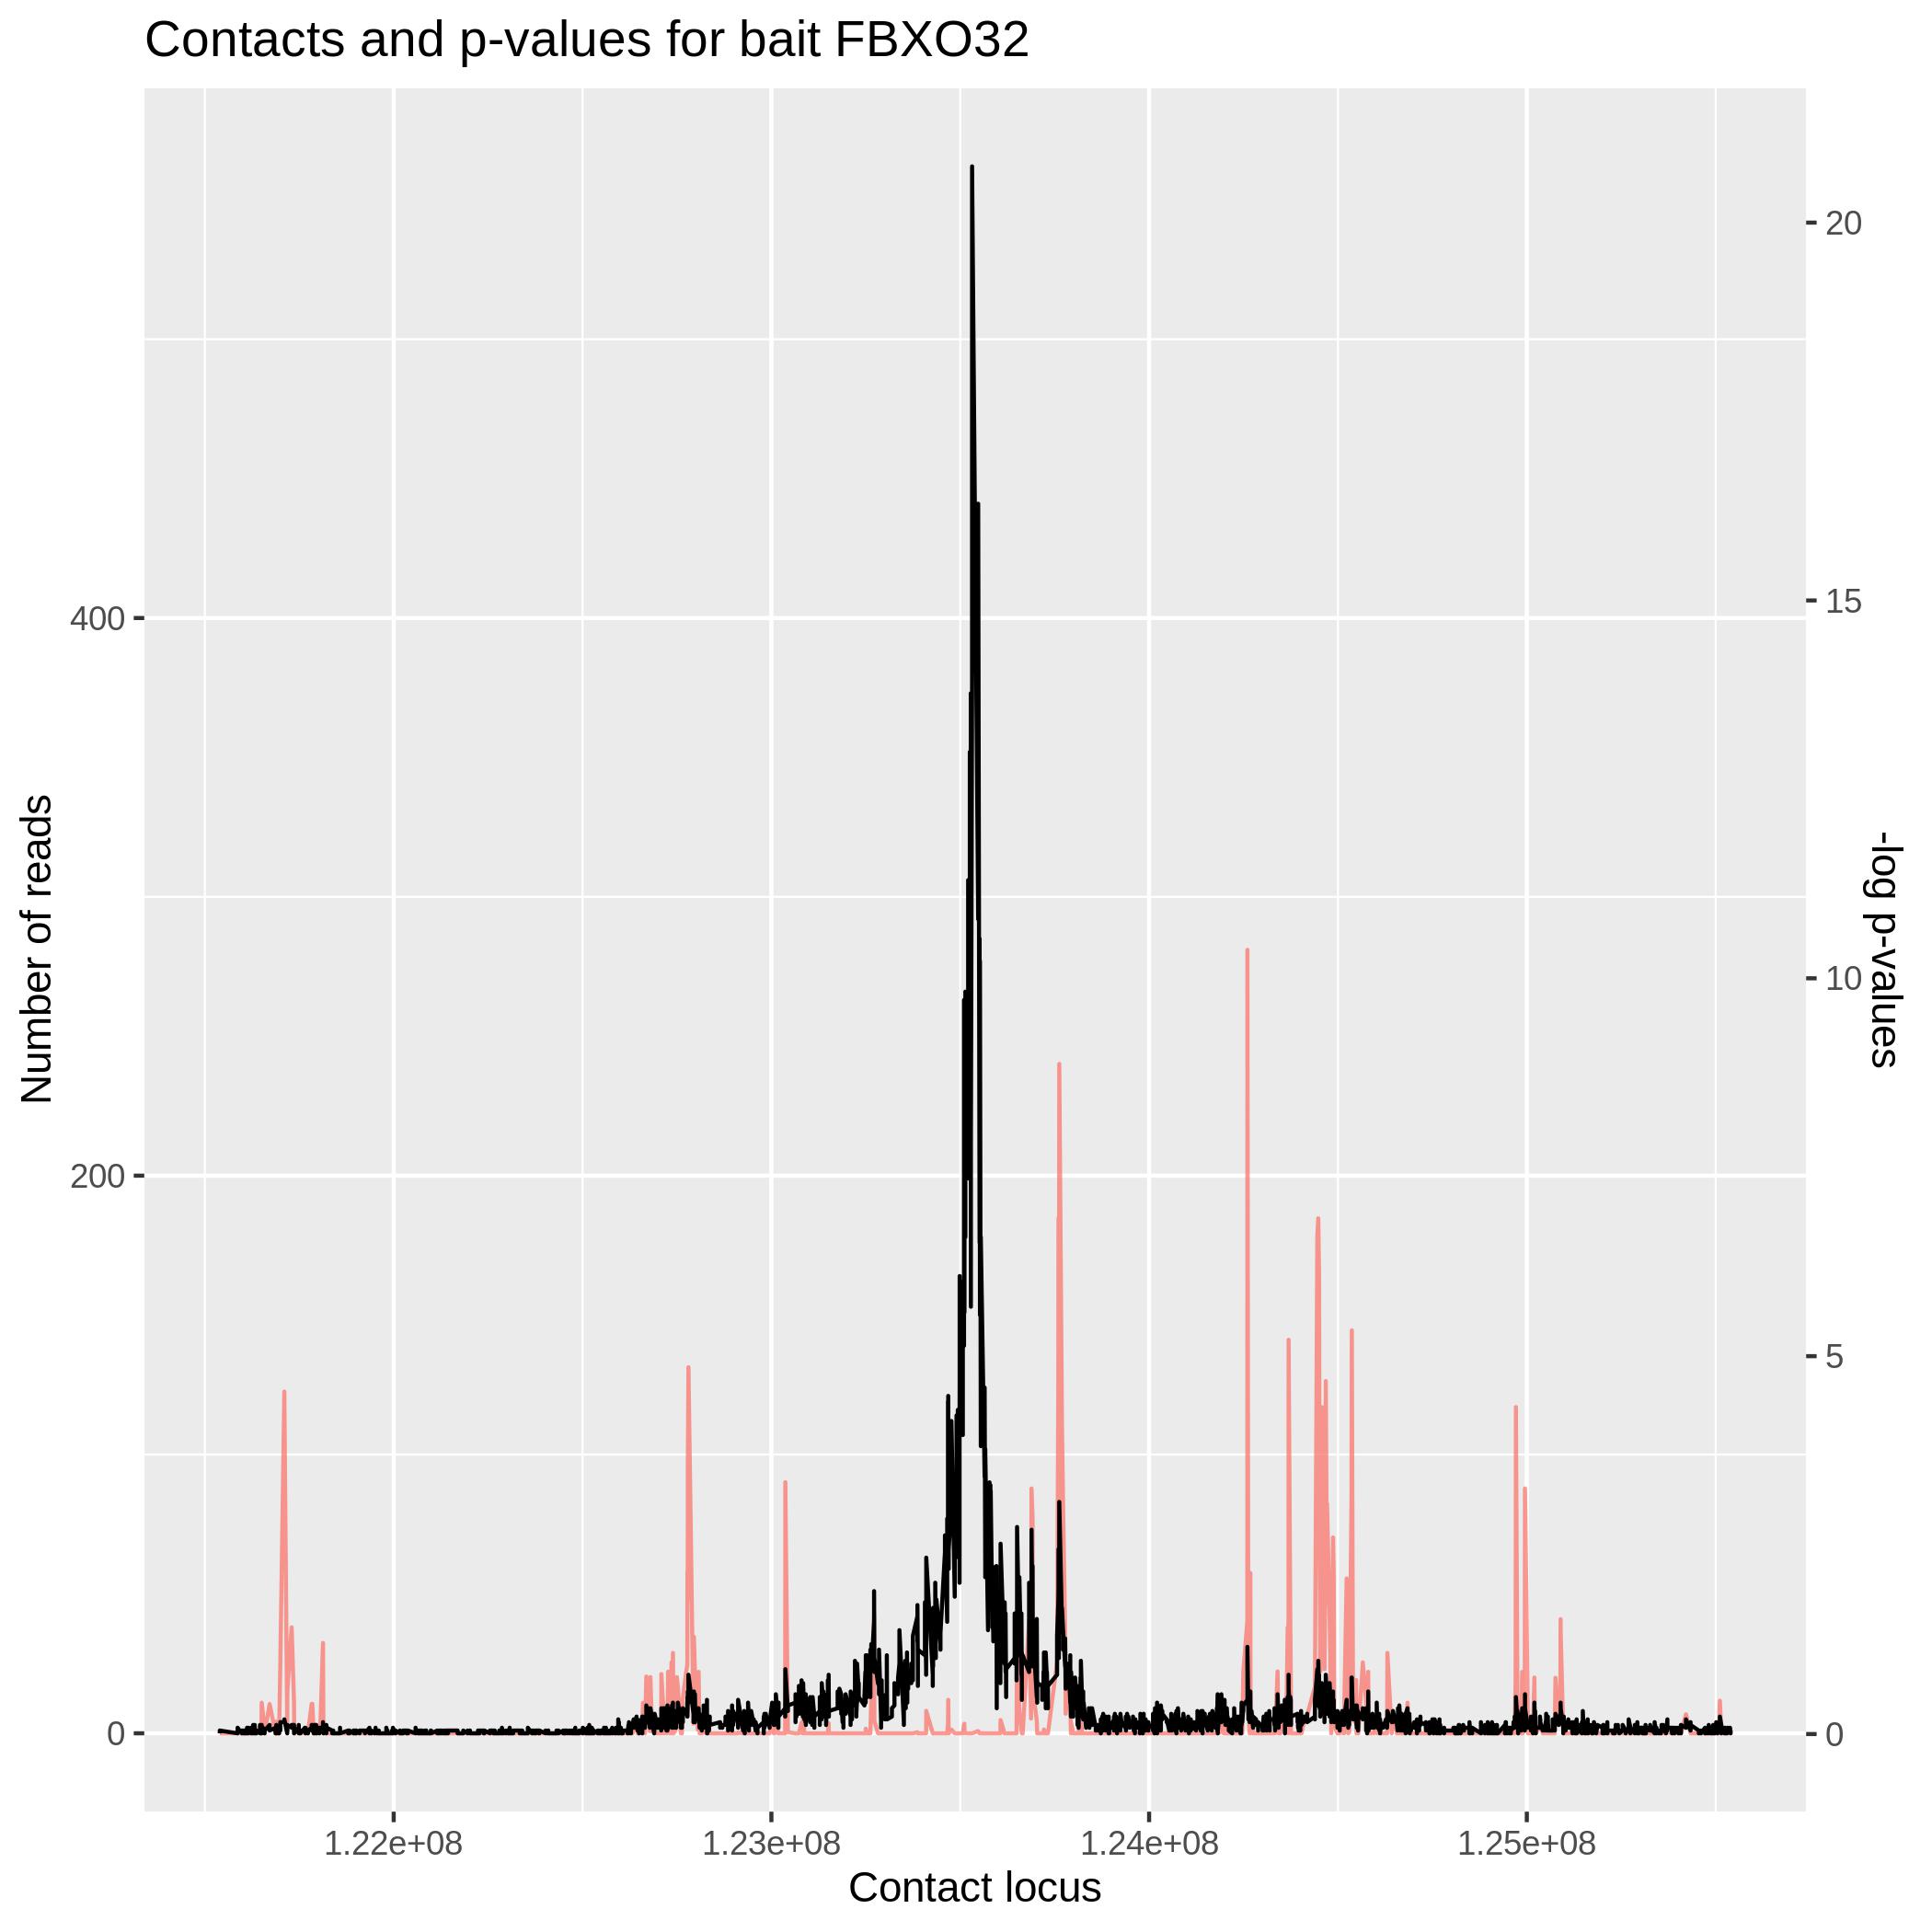 Contacts and p-values for bait FBXO32
Number of reads
400
200
0
20
15
10
5
0
-log p-values
1.22e+08 1.23e+08 1.24e+08 1.25e+08
Contact locus